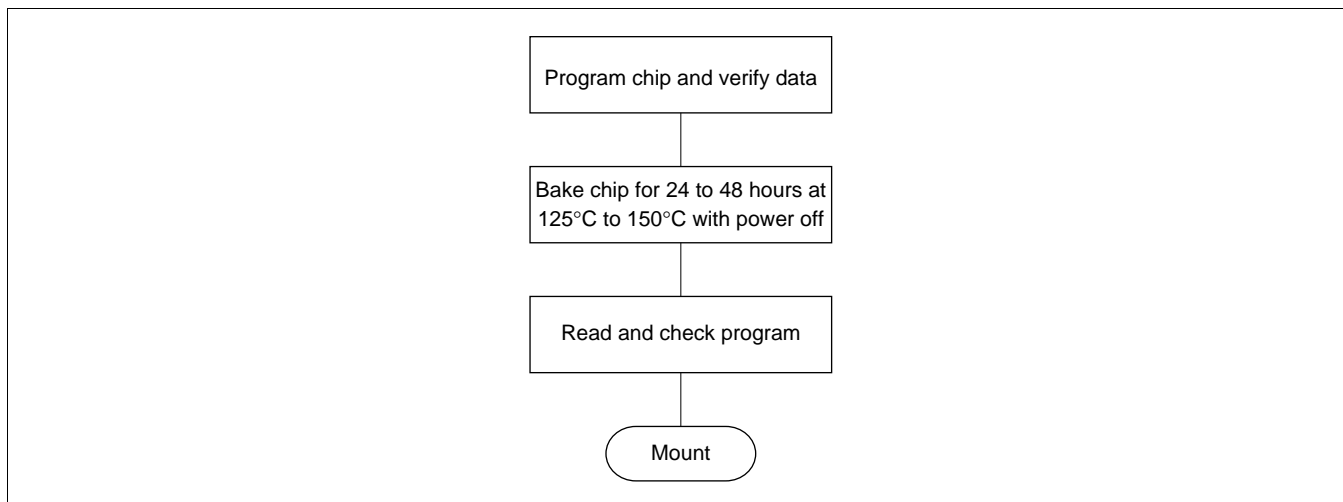 Program chip and verify data
Bake chip for 24 to 48 hours at
125°C to 150°C with power off
Read and check program
Mount